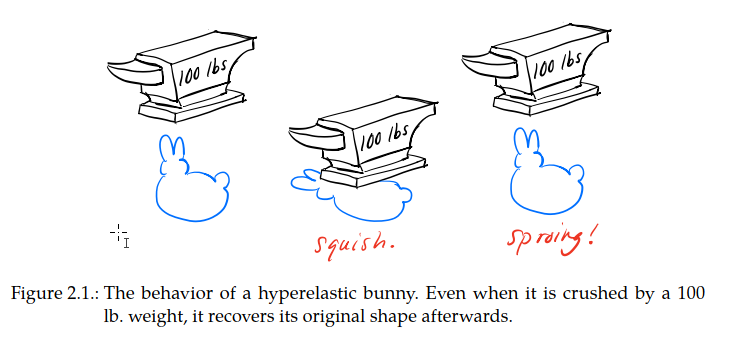 100 lbs
100 lbs
100 lbs
squish.
sproing!
Figure 2.1.: The behavior of a hyperelastic bunny. Even when it is crushed by a 100
lb. weight, it recovers its original shape afterwards.